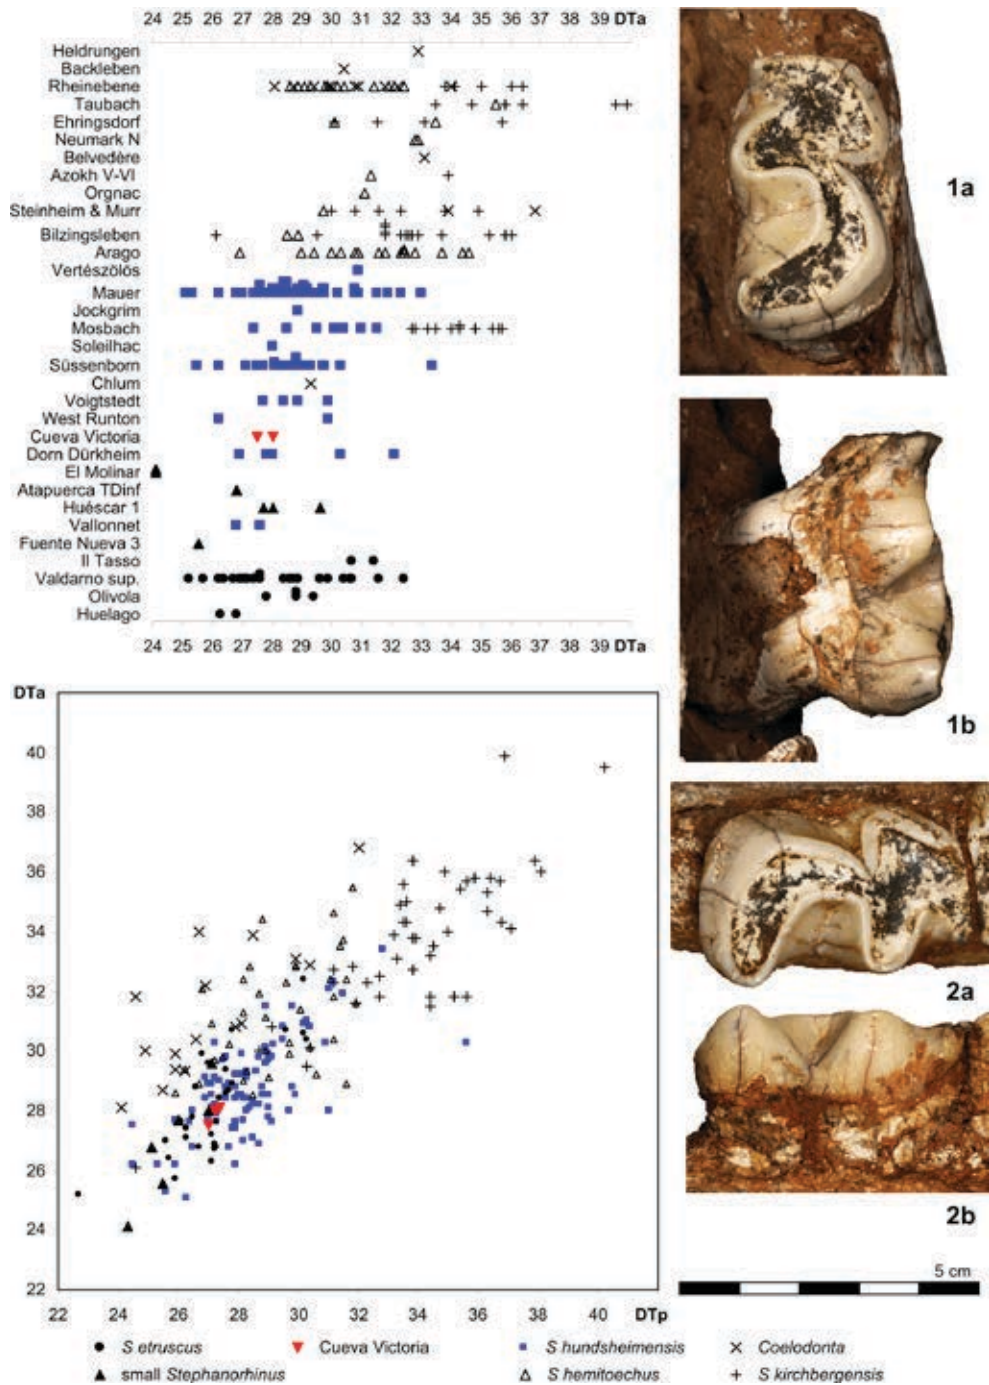 24 25 26 27 28 29 30 31 32 33 34 35 36 37 38 39 DTa
Heldrungen
Backleben
Rheinebene
Taubach
Ehringsdorf
Neumark N
Belvedère
Azokh V-VI
Orgnac
Steinheim & Murr
Bilzingsleben
Arago
Vertészölös
Mauer
Jockgrim
Mosbach
Soleilhac
Süssenborn
Chlum
Voigtstedt
West Runton
Cueva Victoria
Dorn Dürkheim
El Molinar
Atapuerca TDinf
Huéscar 1
Vallonnet
Fuente Nueva 3
Il Tasso
Valdarno sup.
Olivola
Huelago
24 25 26 27 28 29 30 31 32 33 34 35 36 37 38 39 DTa
DTa
40
38
36
34
32
30
28
26
24
22
22 24 26 28 30 32 34 36 38 DTp 40
1a
1b
2a
2b
5 cm
S etruscus Cueva Victoria S hundsheimensis Coelodonta
small Stephanorhinus S hemitoechus S kirchbergensis